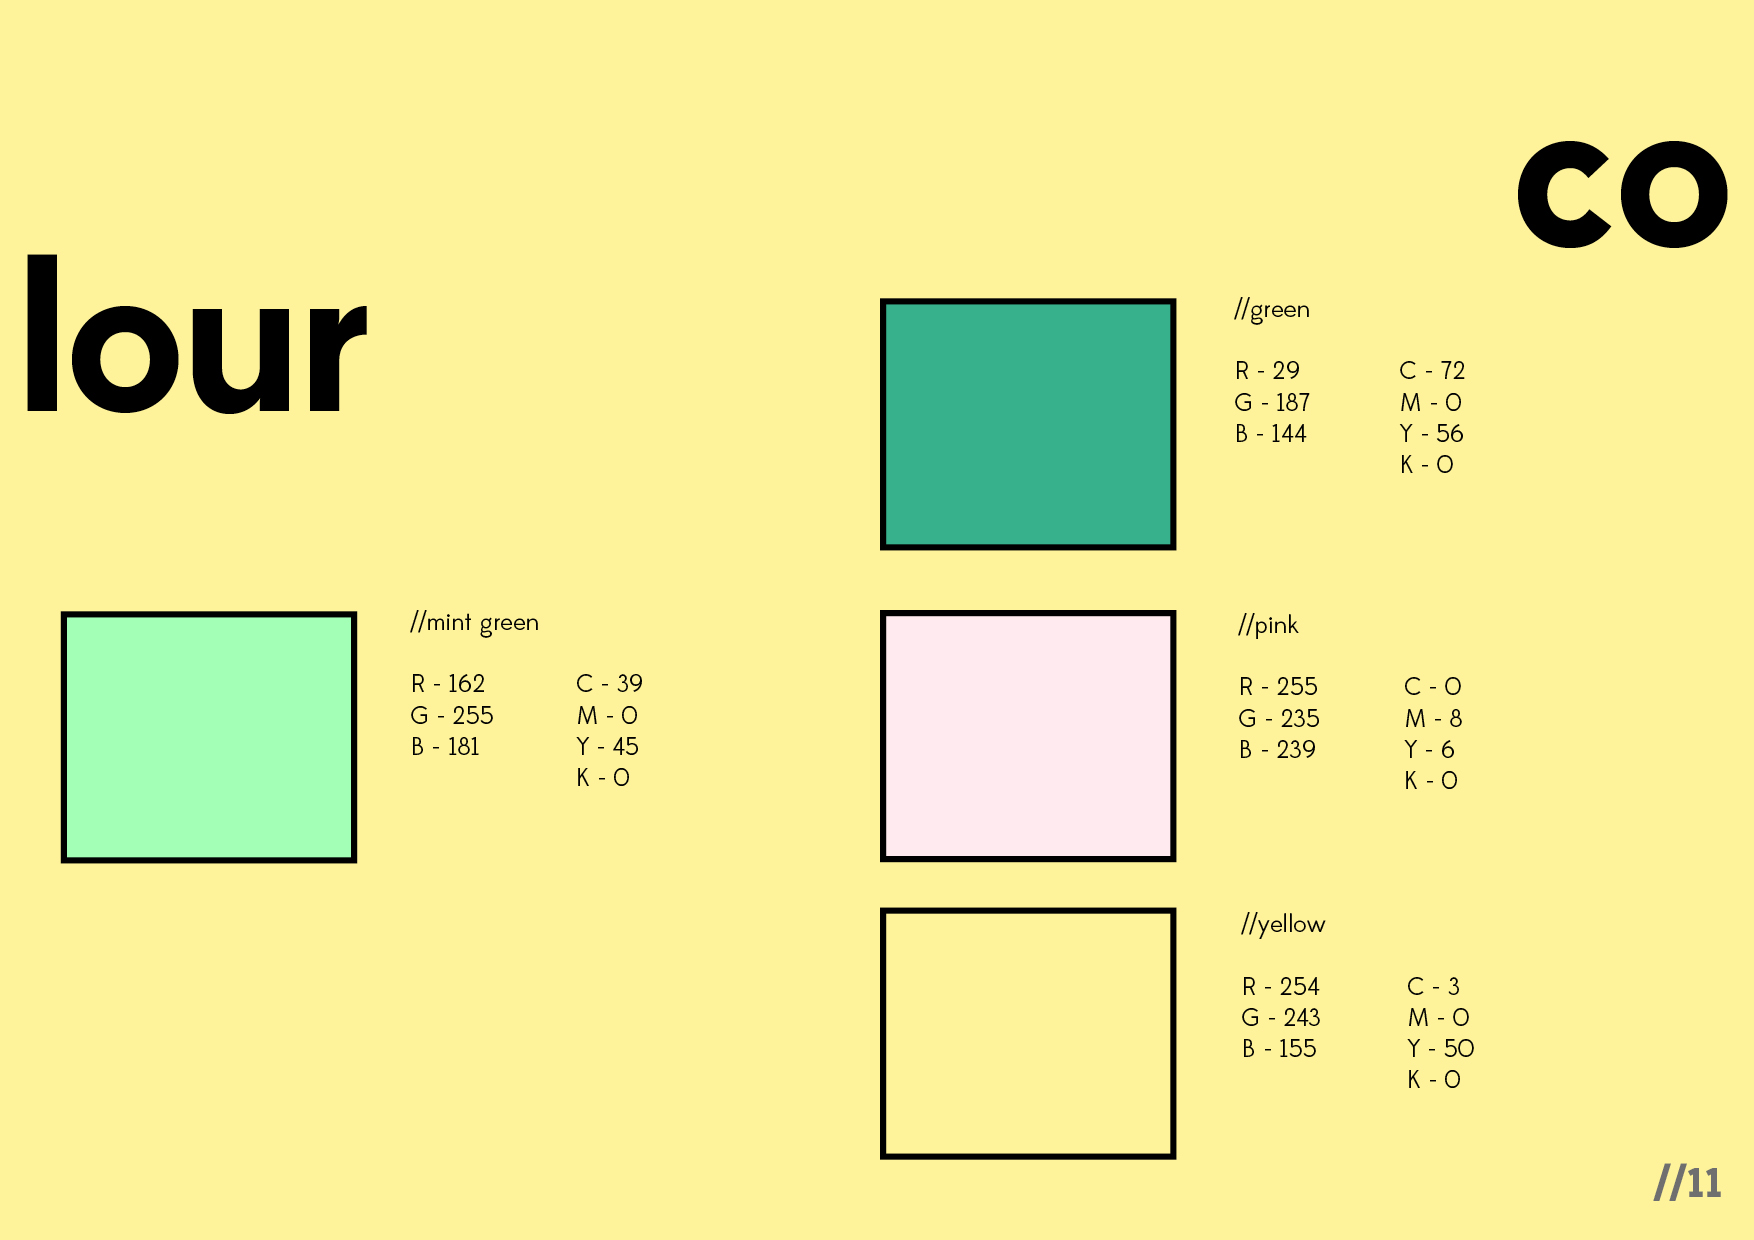 co
lour
//green
R - 29
G - 187
B - 144
C - 72
M - 0
Y - 56
K - 0
//mint green
R - 162
G - 255
B - 181
C - 39
M - 0
Y - 45
K - 0
//pink
R - 255
G - 235
B - 239
C - 0
M - 8
Y - 6
K - 0
//yellow
R - 254
G - 243
B - 155
C - 3
M - 0
Y - 50
K - 0
//11